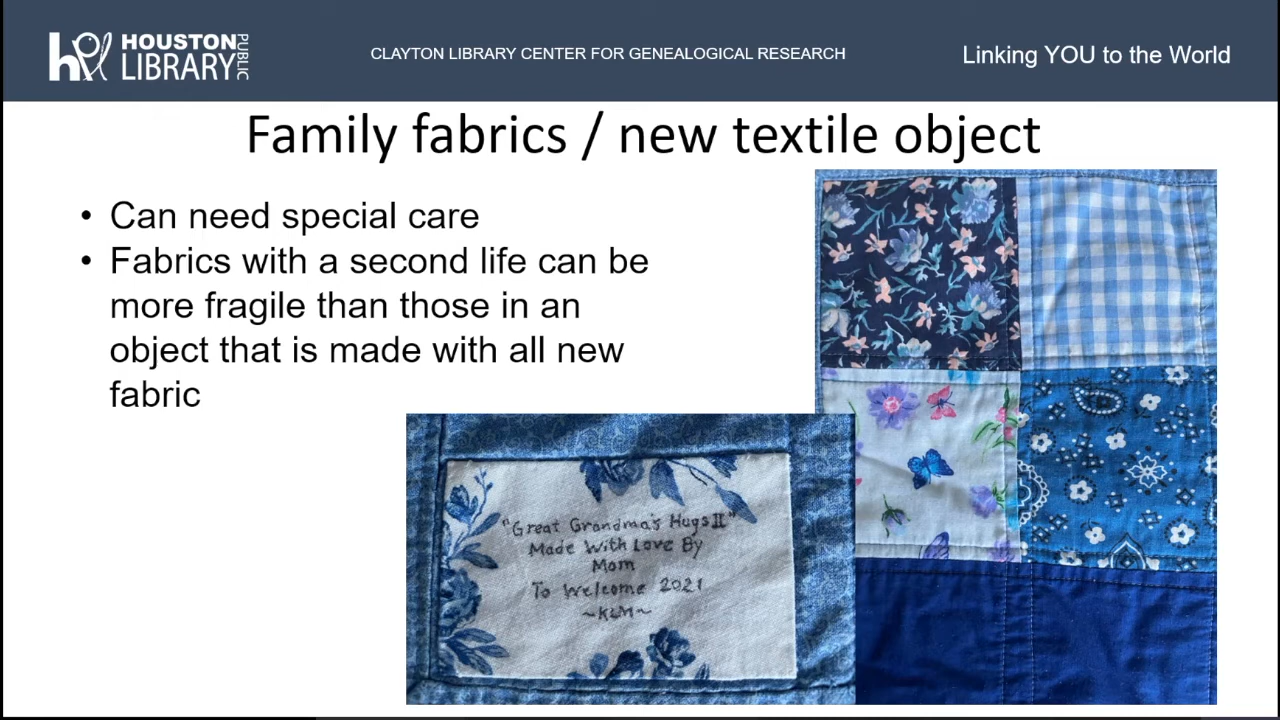 HOUSTON
LIBRARY
PUBLIC
CLAYTON LIBRARY CENTER FOR GENEALOGICAL RESEARCH
Linking YOU to the World
Family fabrics / new textile object
• Can need special care
• Fabrics with a second life can be
more fragile than those in an
object that is made with all new
fabric
"Great Grandma's Hugs II"
Made With Love By
Mom
To Welcome 2021
~KLM~